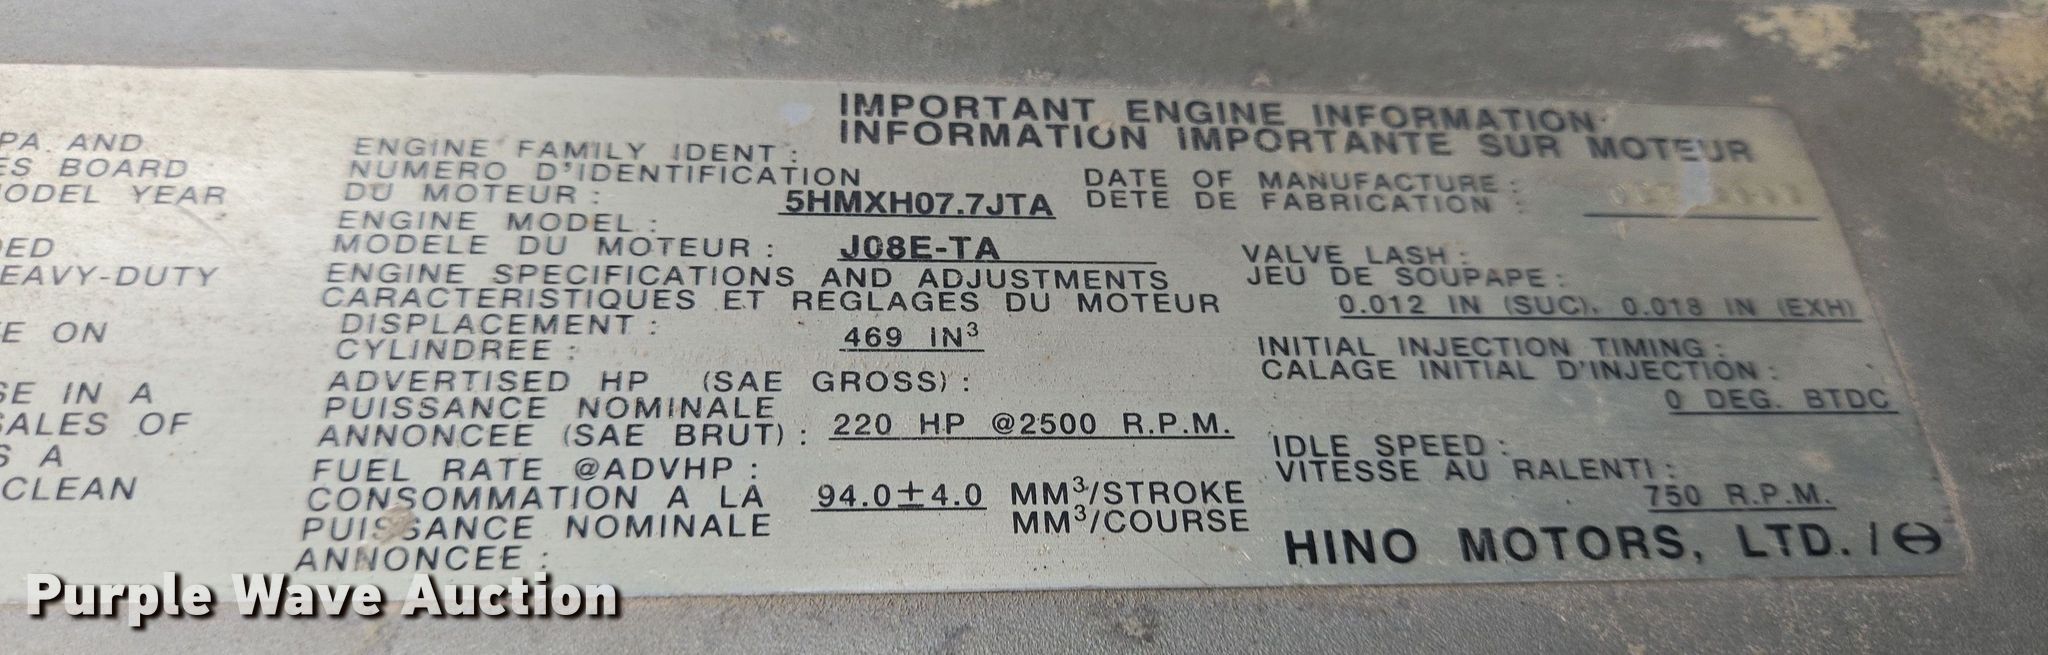 PA AND
ES BOARD
ODEL YEAR
ED
EAVY-DUTY
E ON
SE IN A
SALES OF
S A
CLEAN
IMPORTANT ENGINE INFORMATION
INFORMATION IMPORTANTE SUR MOTEUR
ENGINE FAMILY IDENT :
NUMERO D'IDENTIFICATION
DU MOTEUR : 5HMXH07.7JTA
ENGINE MODEL :
MODELE DU MOTEUR : J08E-TA
ENGINE SPECIFICATIONS AND ADJUSTMENTS
CARACTERISTIQUES ET REGLAGES DU MOTEUR
DISPLACEMENT :
CYLINDREE : 469 IN³
ADVERTISED HP (SAE GROSS) :
PUISSANCE NOMINALE
ANNONCEE (SAE BRUT) : 220 HP @2500 R.P.M.
FUEL RATE @ADVHP :
CONSOMMATION A LA 94.0±4.0 MM³/STROKE
PUISSANCE NOMINALE MM³/COURSE
ANNONCEE :
DATE OF MANUFACTURE :
DETE DE FABRICATION :
VALVE LASH :
JEU DE SOUPAPE :
0.012 IN (SUC), 0.018 IN (EXH)
INITIAL INJECTION TIMING :
CALAGE INITIAL D'INJECTION :
0 DEG. BTDC
IDLE SPEED :
VITESSE AU RALENTI :
750 R.P.M.
HINO MOTORS, LTD. /
Purple Wave Auction